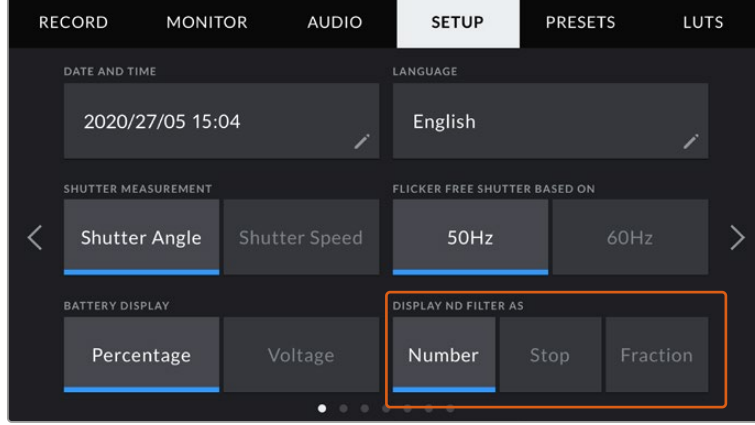 RECORD MONITOR AUDIO SETUP PRESETS LUTS
DATE AND TIME LANGUAGE
2020/27/05 15:04 English
SHUTTER MEASUREMENT FLICKER FREE SHUTTER BASED ON
Shutter Angle Shutter Speed 50Hz 60Hz
BATTERY DISPLAY DISPLAY ND FILTER AS
Percentage Voltage Number Stop Fraction